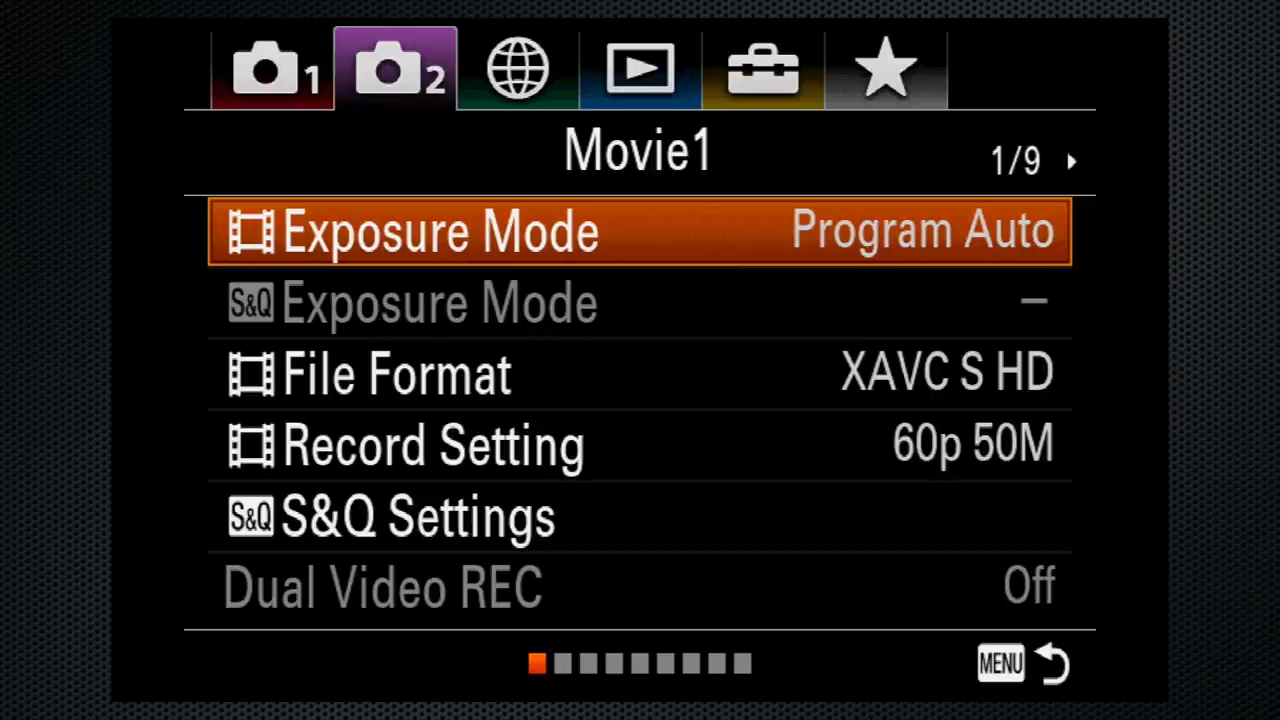 1 2
Movie1
1/9
Exposure Mode Program Auto
S&Q Exposure Mode –
File Format XAVC S HD
Record Setting 60p 50M
S&Q S&Q Settings
Dual Video REC Off
MENU